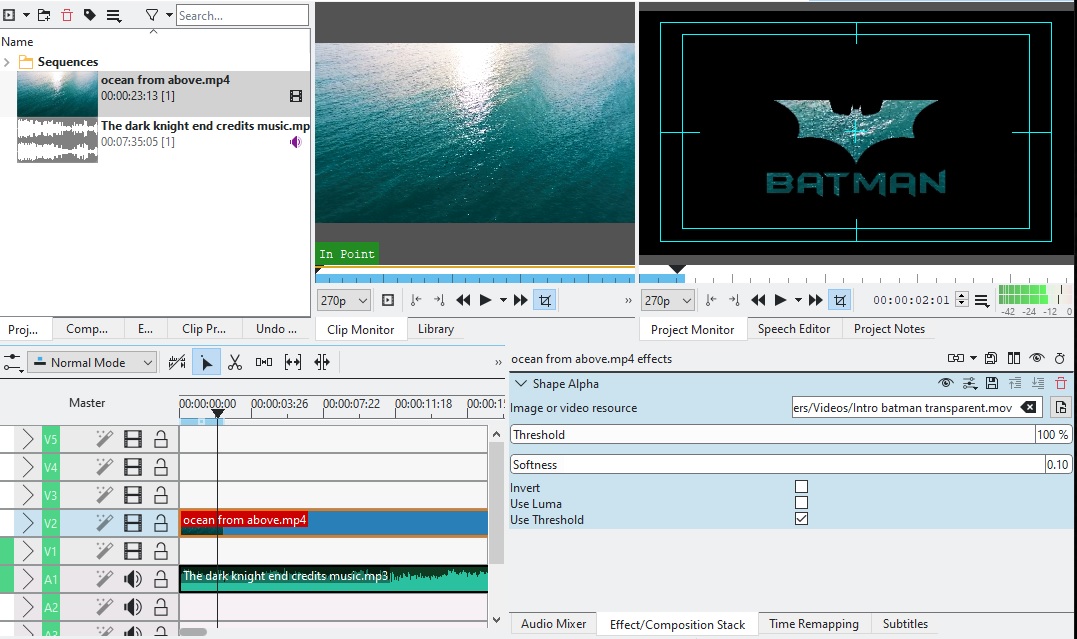 Search...
Name
Sequences
ocean from above.mp4
00:00:23:13 [1]
The dark knight end credits music.mp
00:07:35:05 [1]
Proj...
Comp...
E...
Clip Pr...
Undo ...
In Point
270p
Clip Monitor
Library
BATMAN
270p
00:00:02:01
-42 -24 -12 0
Project Monitor
Speech Editor
Project Notes
Normal Mode
Master
00:00:00:00
00:00:03:26
00:00:07:22
00:00:11:18
00:00:1
V5
V4
V3
V2
ocean from above.mp4
V1
A1
The dark knight end credits music.mp3
A2
A3
ocean from above.mp4 effects
Shape Alpha
Image or video resource
ers/Videos/Intro batman transparent.mov
Threshold
100 %
Softness
0.10
Invert
Use Luma
Use Threshold
Audio Mixer
Effect/Composition Stack
Time Remapping
Subtitles